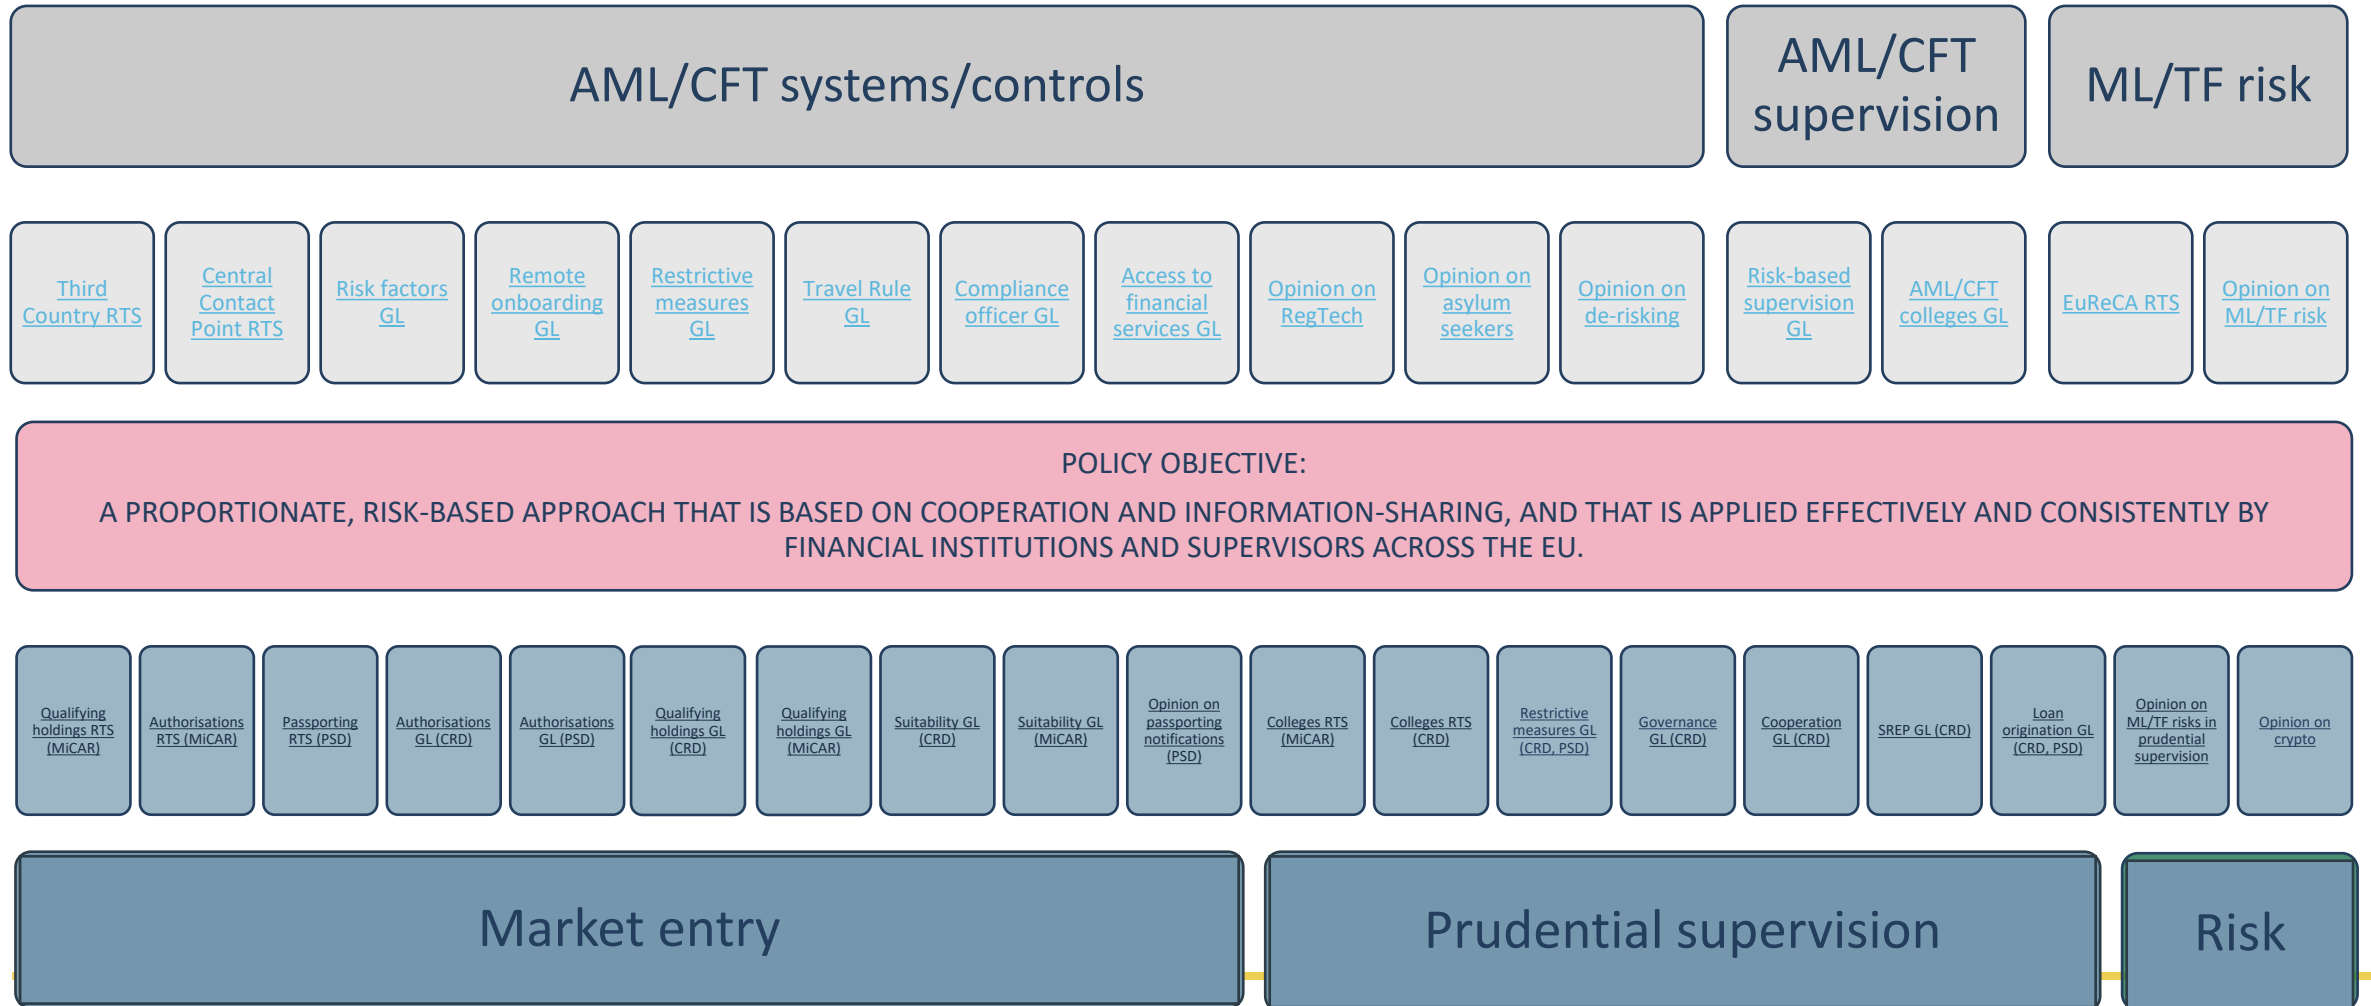 AML/CFT systems/controls
AML/CFT
supervision
ML/TF risk
Third
Country RTS
Central
Contact
Point RTS
Risk factors
GL
Remote
onboarding
GL
Restrictive
measures
GL
Travel Rule
GL
Compliance
officer GL
Access to
financial
services GL
Opinion on
RegTech
Opinion on
asylum
seekers
Opinion on
de-risking
Risk-based
supervision
GL
AML/CFT
colleges GL
EuReCA RTS
Opinion on
ML/TF risk
POLICY OBJECTIVE:
A PROPORTIONATE, RISK-BASED APPROACH THAT IS BASED ON COOPERATION AND INFORMATION-SHARING, AND THAT IS APPLIED EFFECTIVELY AND CONSISTENTLY BY
FINANCIAL INSTITUTIONS AND SUPERVISORS ACROSS THE EU.
Qualifying
holdings RTS
(MiCAR)
Authorisations
RTS (MiCAR)
Passporting
RTS (PSD)
Authorisations
GL (CRD)
Authorisations
GL (PSD)
Qualifying
holdings GL
(CRD)
Qualifying
holdings GL
(MiCAR)
Suitability GL
(CRD)
Suitability GL
(MiCAR)
Opinion on
passporting
notifications
(PSD)
Colleges RTS
(MiCAR)
Colleges RTS
(CRD)
Restrictive
measures GL
(CRD, PSD)
Governance
GL (CRD)
Cooperation
GL (CRD)
SREP GL (CRD)
Loan
origination GL
(CRD, PSD)
Opinion on
ML/TF risks in
prudential
supervision
Opinion on
crypto
Market entry
Prudential supervision
Risk